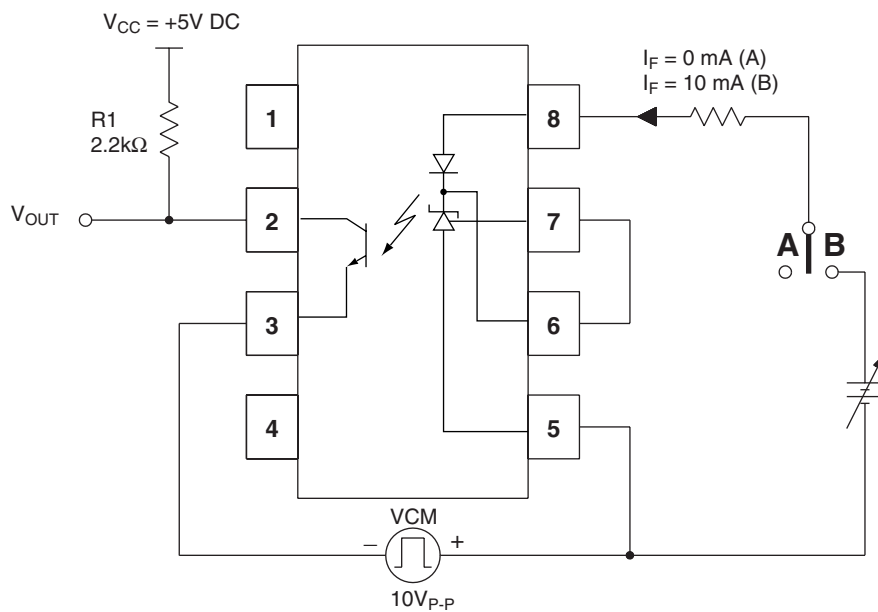 V_CC = +5V DC
R1
2.2kΩ
V_OUT
1
2
3
4
8
7
6
5
I_F = 0 mA (A)
I_F = 10 mA (B)
A B
VCM
– +
10V_P-P